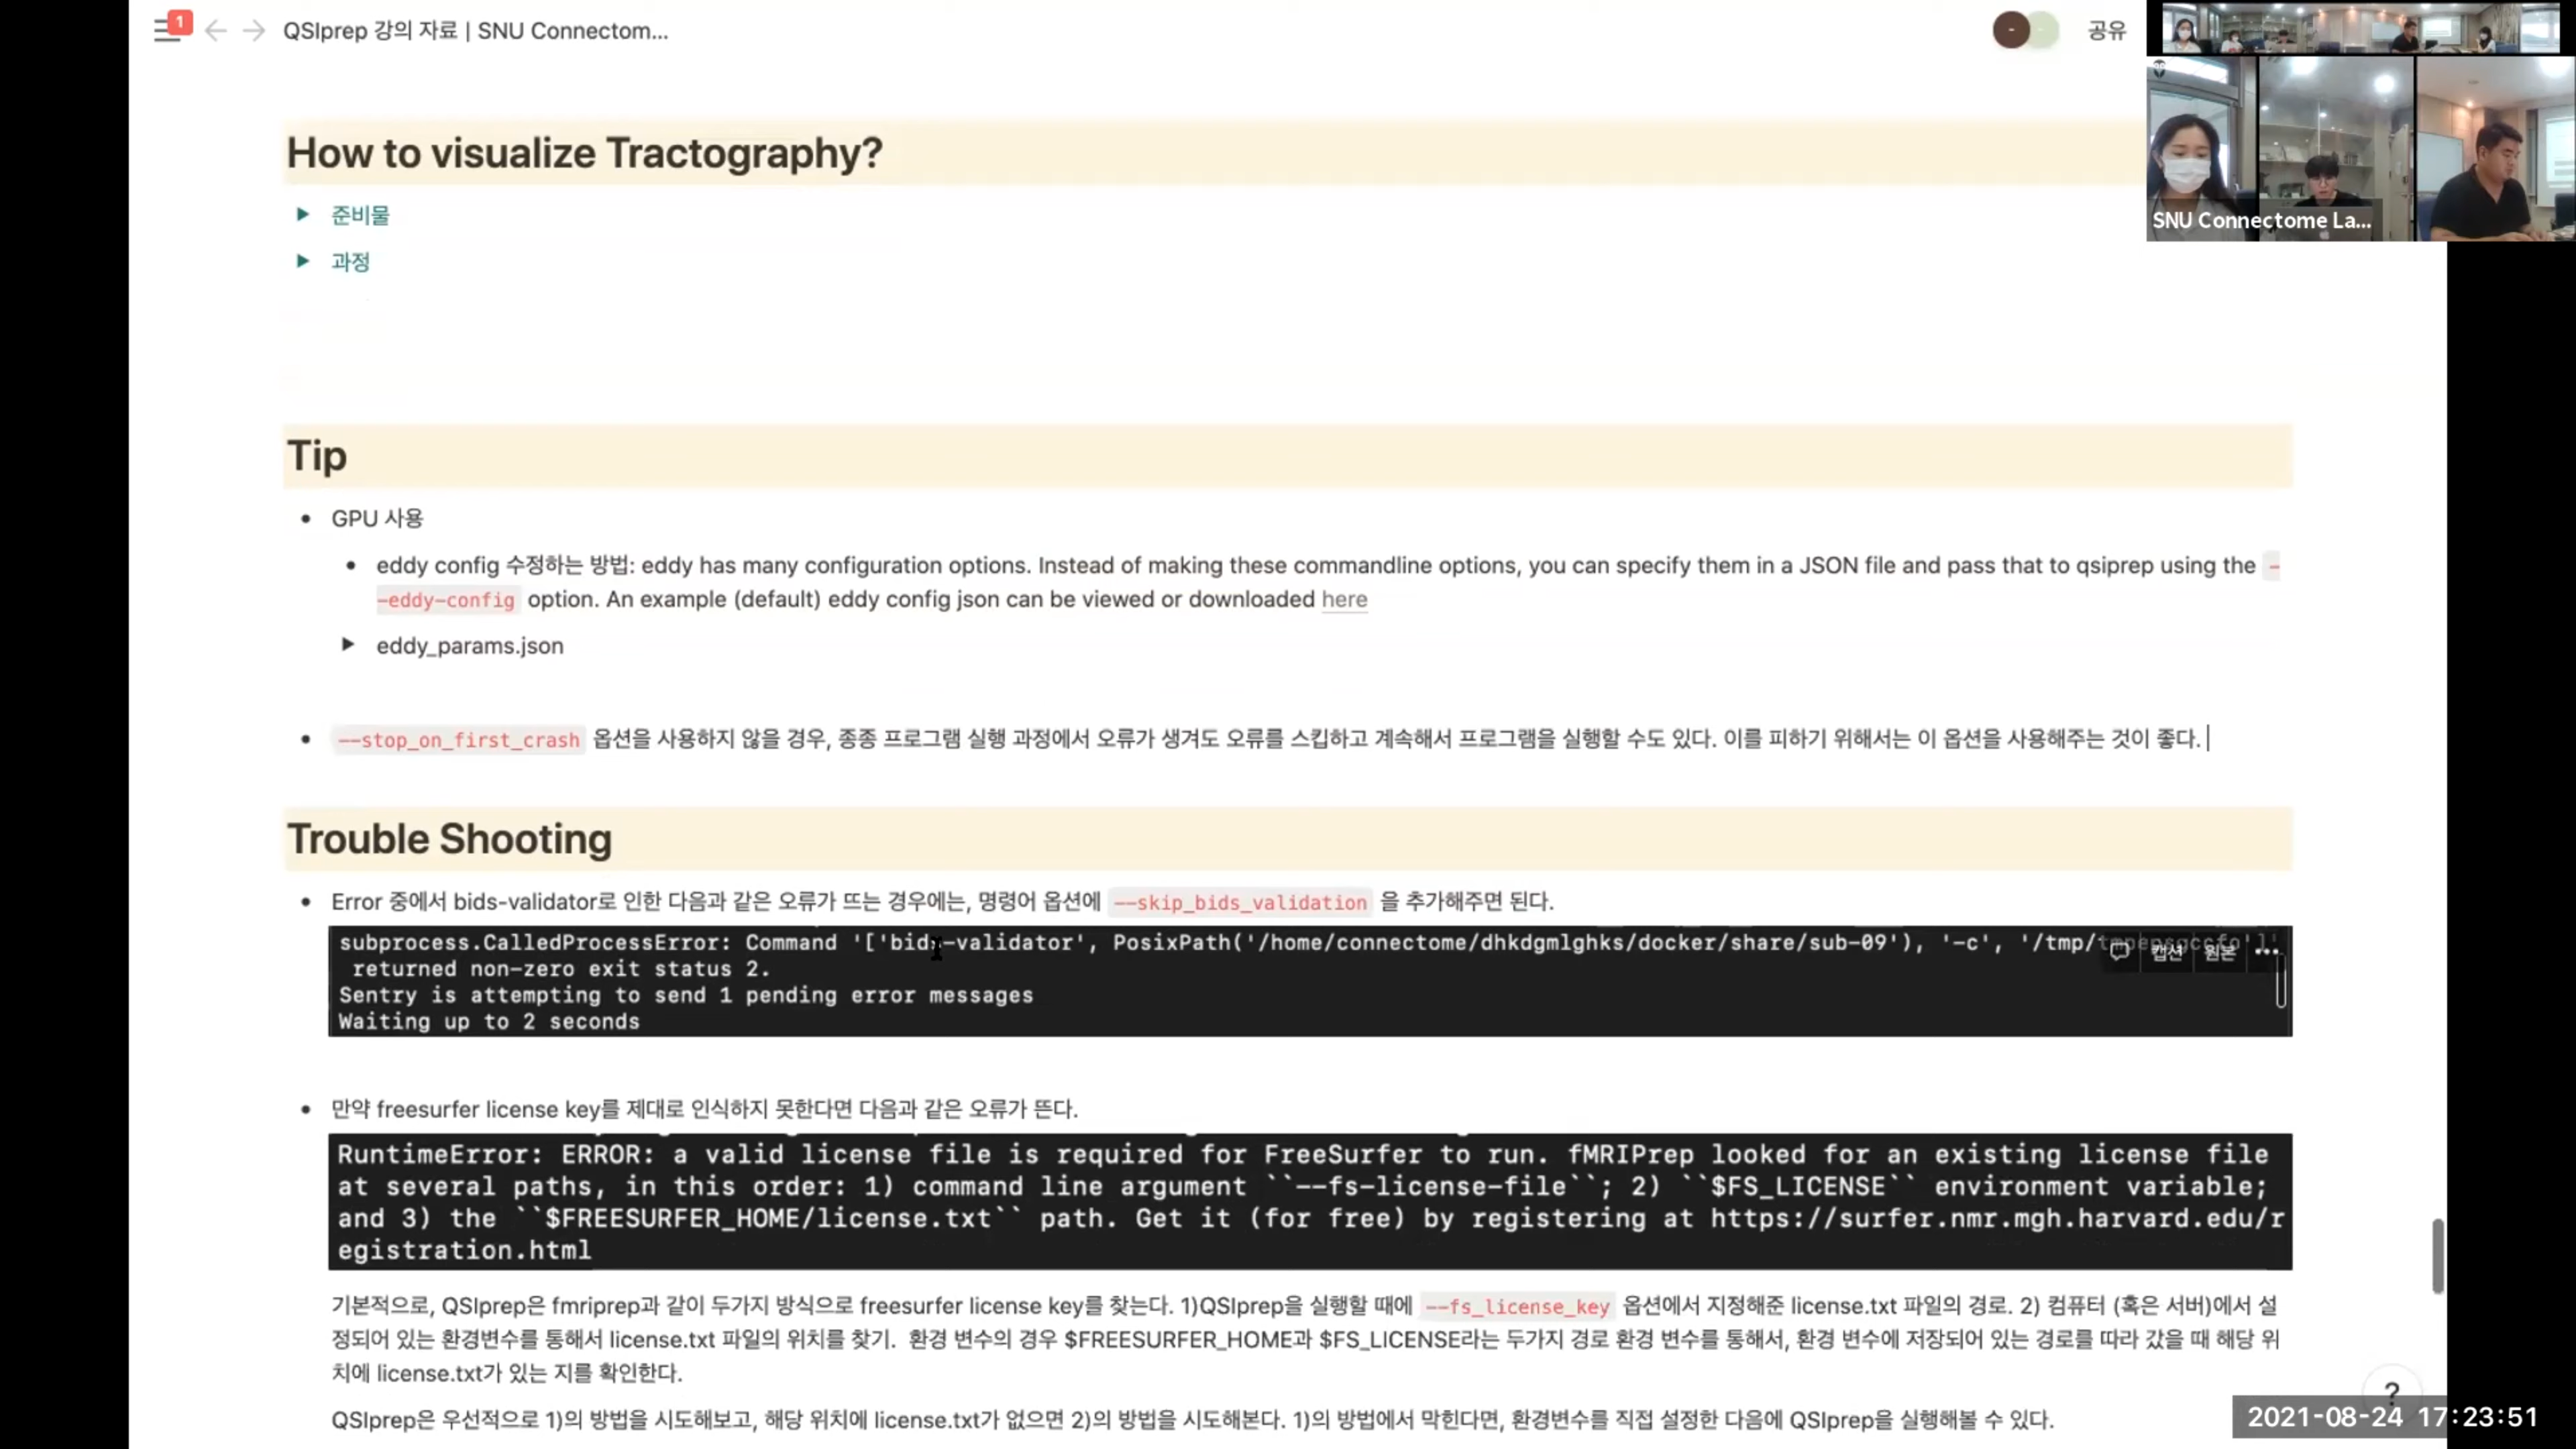 1
QSIprep 강의 자료 | SNU Connectom...
공유
SNU Connectome La...
How to visualize Tractography?
준비물
과정
Tip
GPU 사용
eddy config 수정하는 방법: eddy has many configuration options. Instead of making these commandline options, you can specify them in a JSON file and pass that to qsiprep using the -
-eddy-config option. An example (default) eddy config json can be viewed or downloaded here
eddy_params.json
--stop_on_first_crash 옵션을 사용하지 않을 경우, 종종 프로그램 실행 과정에서 오류가 생겨도 오류를 스킵하고 계속해서 프로그램을 실행할 수도 있다. 이를 피하기 위해서는 이 옵션을 사용해주는 것이 좋다.
Trouble Shooting
Error 중에서 bids-validator로 인한 다음과 같은 오류가 뜨는 경우에는, 명령어 옵션에 --skip_bids_validation 을 추가해주면 된다.
subprocess.CalledProcessError: Command '['bids-validator', PosixPath('/home/connectome/dhkdgmlghks/docker/share/sub-09'), '-c', '/tmp/
캡션 원본
returned non-zero exit status 2.
Sentry is attempting to send 1 pending error messages
Waiting up to 2 seconds
만약 freesurfer license key를 제대로 인식하지 못한다면 다음과 같은 오류가 뜬다.
RuntimeError: ERROR: a valid license file is required for FreeSurfer to run. fMRIPrep looked for an existing license file
at several paths, in this order: 1) command line argument ``--fs-license-file``; 2) ``$FS_LICENSE`` environment variable;
and 3) the ``$FREESURFER_HOME/license.txt`` path. Get it (for free) by registering at https://surfer.nmr.mgh.harvard.edu/r
egistration.html
기본적으로, QSIprep은 fmriprep과 같이 두가지 방식으로 freesurfer license key를 찾는다. 1)QSIprep을 실행할 때에 --fs_license_key 옵션에서 지정해준 license.txt 파일의 경로. 2) 컴퓨터 (혹은 서버)에서 설
정되어 있는 환경변수를 통해서 license.txt 파일의 위치를 찾기. 환경 변수의 경우 $FREESURFER_HOME과 $FS_LICENSE라는 두가지 경로 환경 변수를 통해서, 환경 변수에 저장되어 있는 경로를 따라 갔을 때 해당 위
치에 license.txt가 있는 지를 확인한다.
QSIprep은 우선적으로 1)의 방법을 시도해보고, 해당 위치에 license.txt가 없으면 2)의 방법을 시도해본다. 1)의 방법에서 막힌다면, 환경변수를 직접 설정한 다음에 QSIprep을 실행해볼 수 있다.
?
2021-08-24 17:23:51